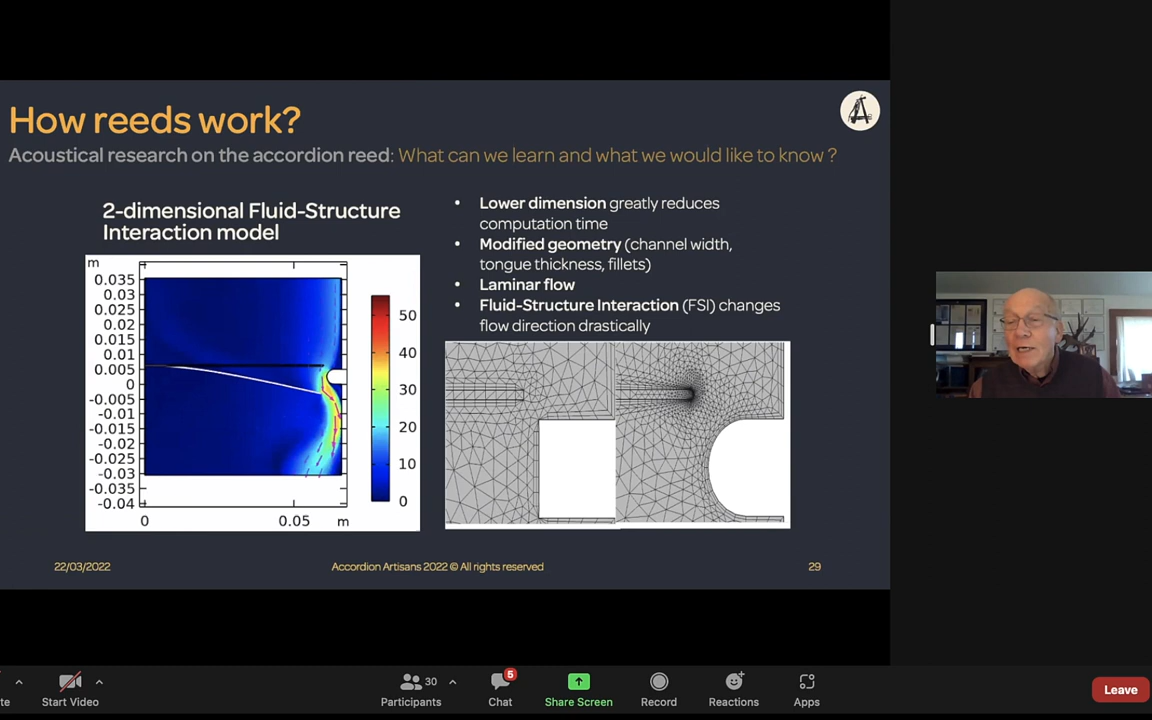 How reeds work?
Acoustical research on the accordion reed: What can we learn and what we would like to know ?
2-dimensional Fluid-Structure
Interaction model
m
0.035
0.03
0.025
0.02
0.015
0.01
0.005
0
-0.005
-0.01
-0.015
-0.02
-0.025
-0.03
-0.035
-0.04
0
0.05
m
50
40
30
20
10
0
• Lower dimension greatly reduces
computation time
• Modified geometry (channel width,
tongue thickness, fillets)
• Laminar flow
• Fluid-Structure Interaction (FSI) changes
flow direction drastically
22/03/2022
Accordion Artisans 2022 © All rights reserved
29
te
Start Video
30
Participants
5
Chat
Share Screen
Record
Reactions
Apps
Leave